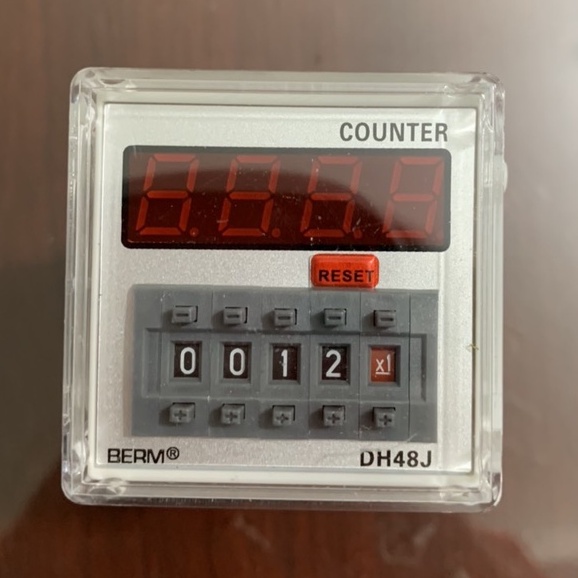 COUNTER
RESET
0 0 1 2 x1
BERM® DH48J